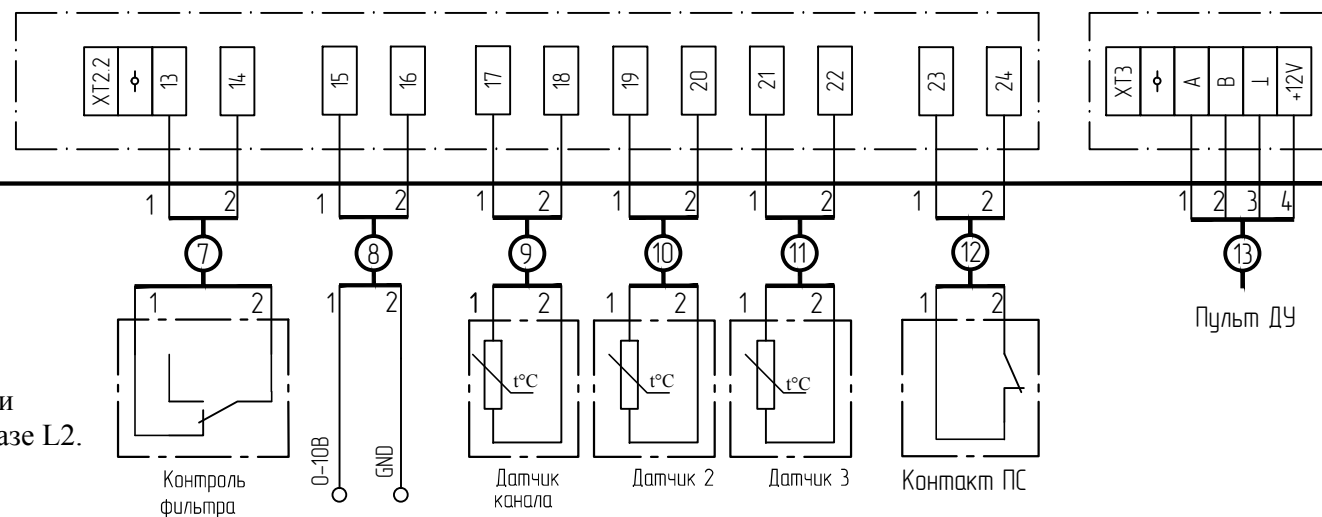 XT2.2 13 14 15 16 17 18 19 20 21 22 23 24 XT3 A B ⊥ +12V
1 2 1 2 1 2 1 2 1 2 1 2 1 2 3 4
7 8 9 10 11 12 13
1 2 1 2 1 2 1 2 1 2 1 2
Пульт ДУ
t°C t°C t°C
и
азе L2.
0-10В GND
Контроль
фильтра
Датчик
канала
Датчик 2
Датчик 3
Контакт ПС